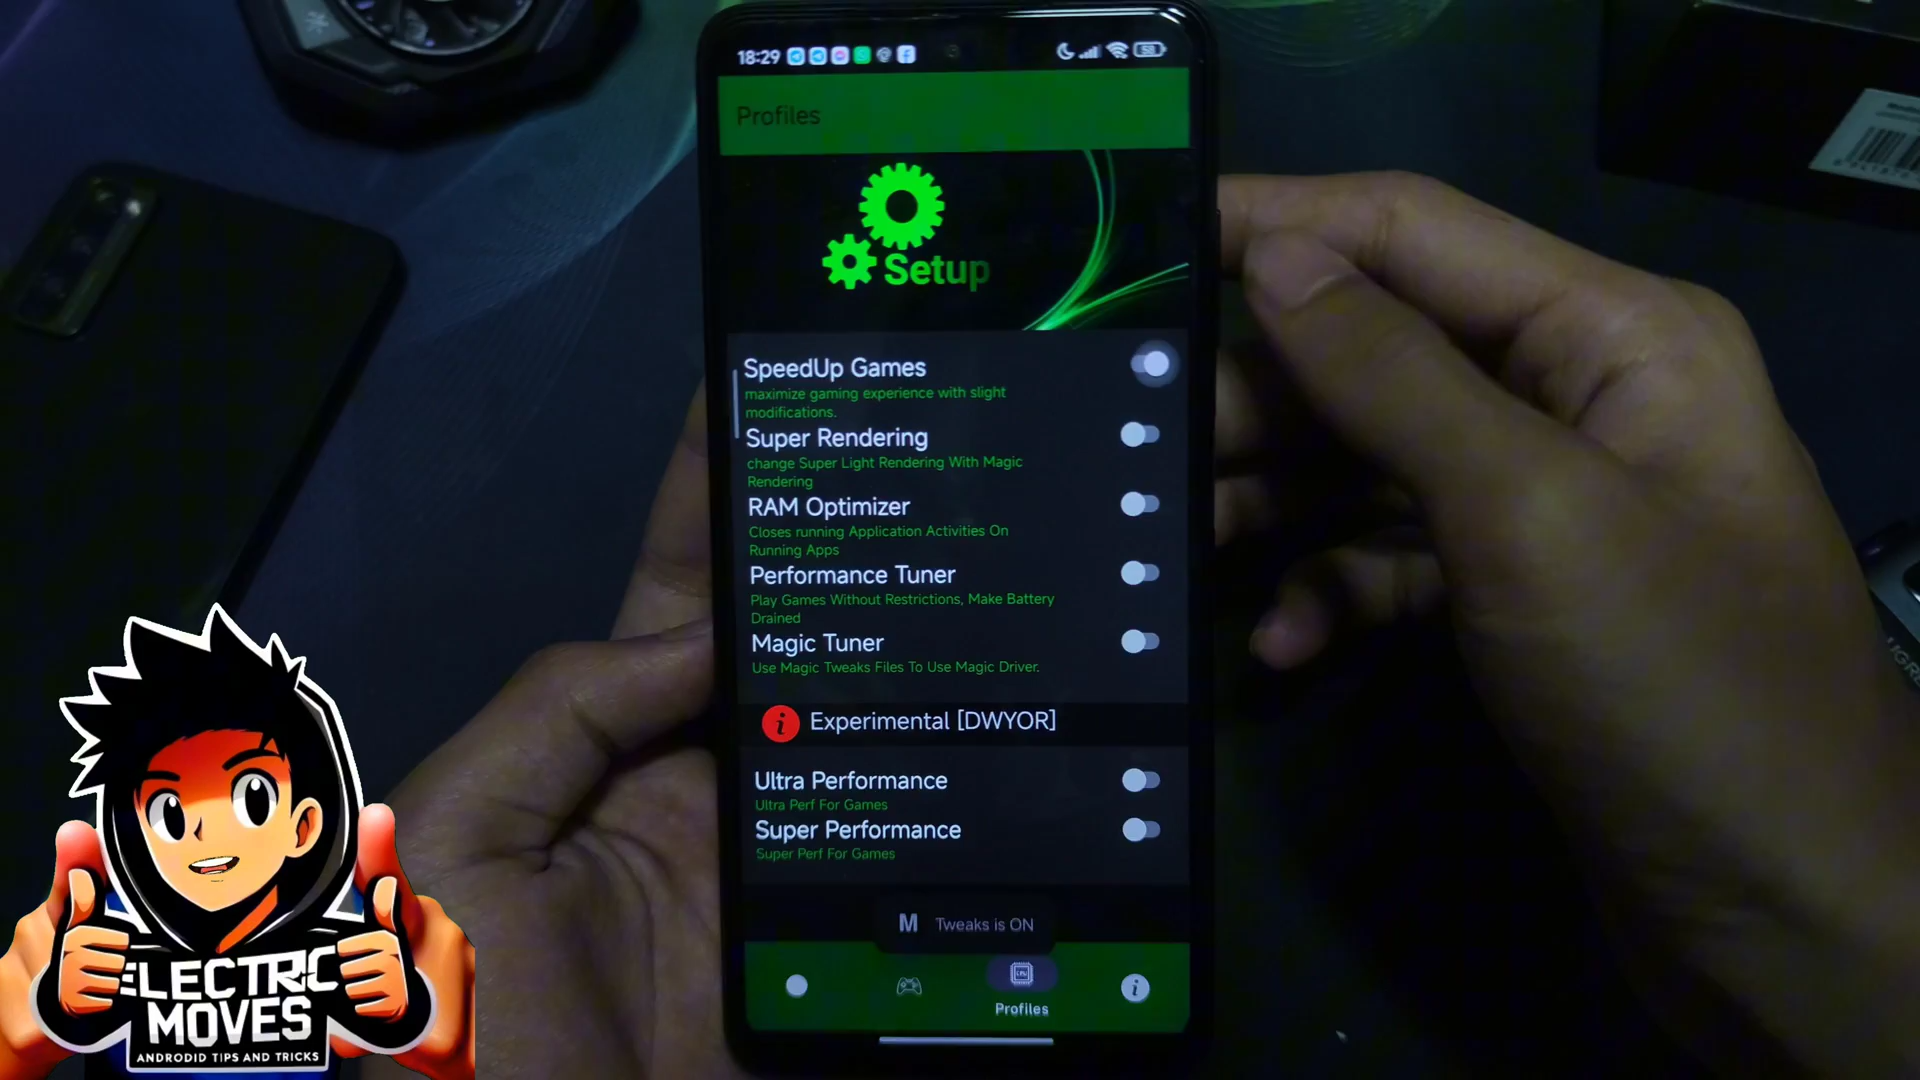 18:29
58
Profiles
Setup
SpeedUp Games
maximize gaming experience with slight
modifications.
Super Rendering
change Super Light Rendering With Magic
Rendering
RAM Optimizer
Closes running Application Activities On
Running Apps
Performance Tuner
Play Games Without Restrictions, Make Battery
Drained
Magic Tuner
Use Magic Tweaks Files To Use Magic Driver.
Experimental [DWYOR]
Ultra Performance
Ultra Perf For Games
Super Performance
Super Perf For Games
M Tweaks is ON
CPU
Profiles
ELECTRIC
MOVES
ANDRODID TIPS AND TRICKS